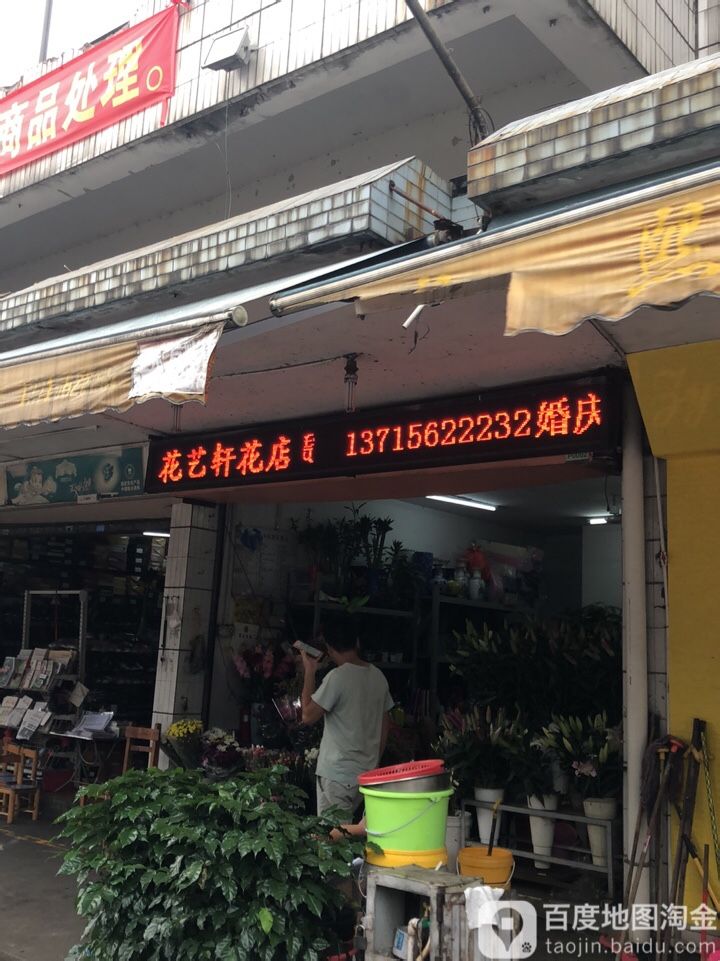 商品处理。
熙
花艺轩花店 13715622232婚庆
百度地图淘金
taojin.baidu.com